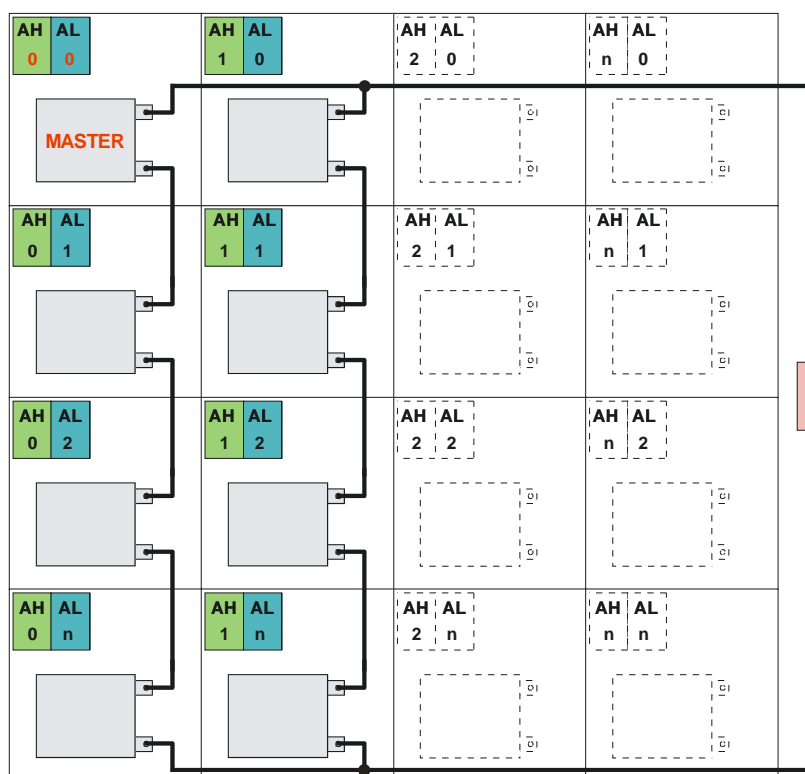 AH AL AH AL AH AL AH AL
0 0 1 0 2 0 n 0
MASTER
AH AL AH AL AH AL AH AL
0 1 1 1 2 1 n 1
AH AL AH AL AH AL AH AL
0 2 1 2 2 2 n 2
AH AL AH AL AH AL AH AL
0 n 1 n 2 n n n